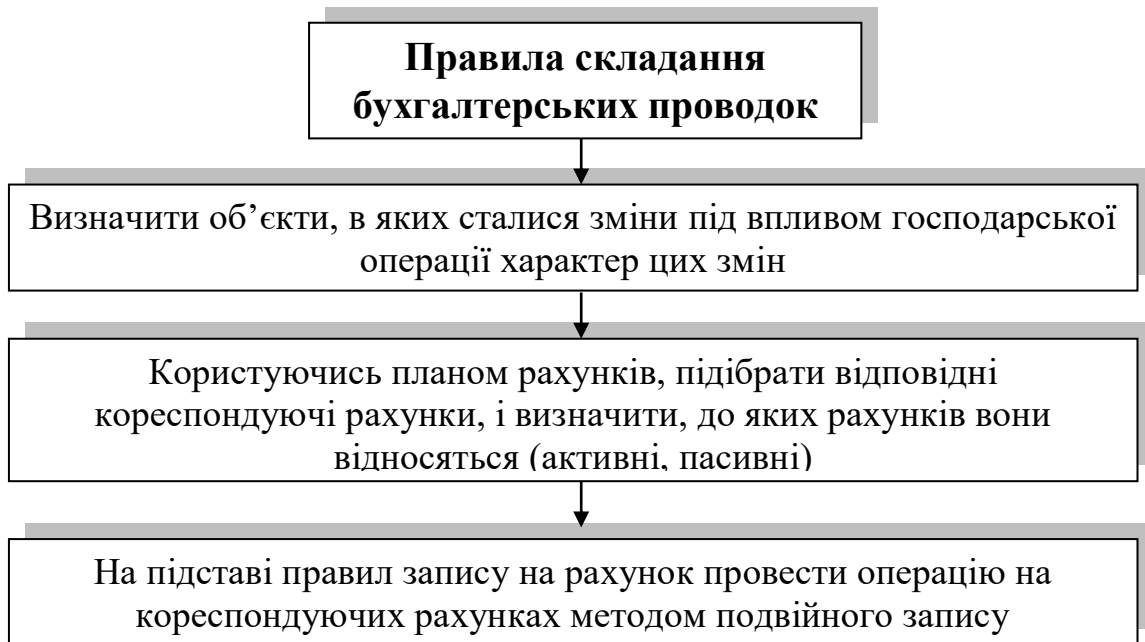 Правила складання
бухгалтерських проводок
Визначити об’єкти, в яких сталися зміни під впливом господарської
операції характер цих змін
Користуючись планом рахунків, підібрати відповідні
кореспондуючі рахунки, і визначити, до яких рахунків вони
відносяться (активні, пасивні)
На підставі правил запису на рахунок провести операцію на
кореспондуючих рахунках методом подвійного запису